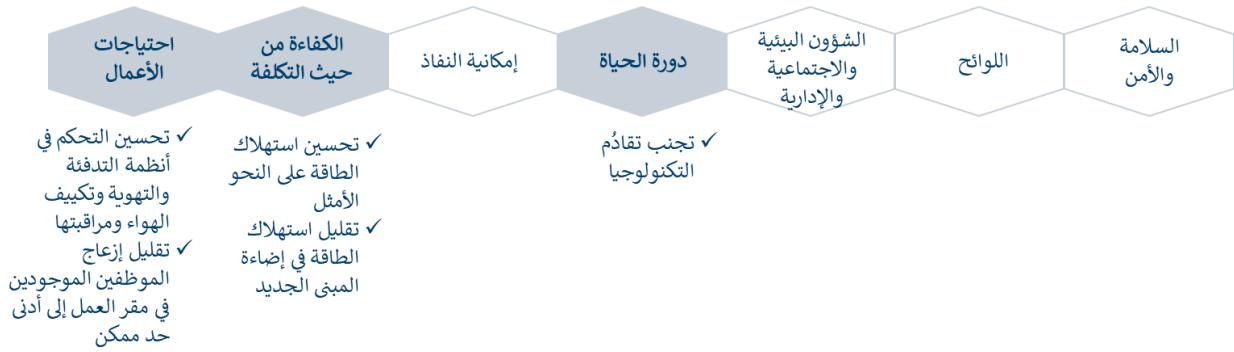 السلامة
والأمن
اللوائح
الشؤون البيئية
والاجتماعية
والإدارية
دورة الحياة
إمكانية النفاذ
الكفاءة من
حيث التكلفة
احتياجات
الأعمال
✓ تجنب تقادُم
التكنولوجيا
✓ تحسين استهلاك
الطاقة على النحو
الأمثل
✓ تقليل استهلاك
الطاقة في إضاءة
المبنى الجديد
✓ تحسين التحكم في
أنظمة التدفئة
والتهوية وتكييف
الهواء ومراقبتها
✓ تقليل إزعاج
الموظفين الموجودين
في مقر العمل إلى أدنى
حد ممكن